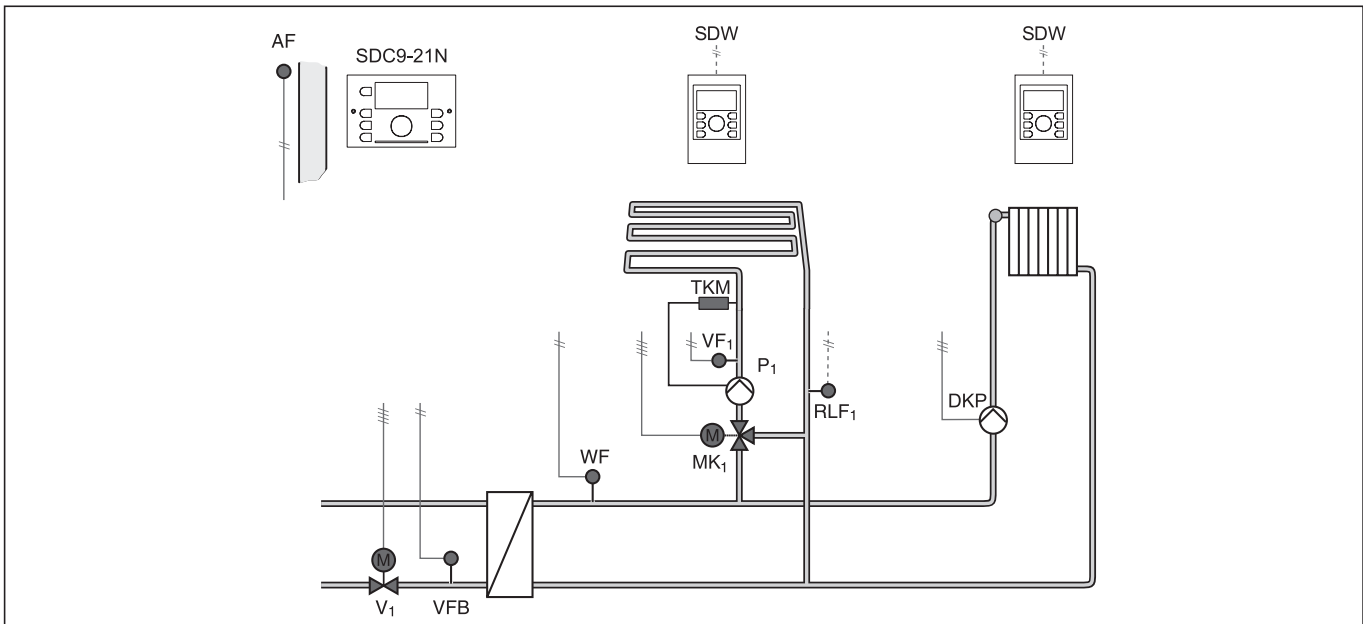 AF
SDC9-21N
SDW
SDW
TKM
VF₁
P₁
RLF₁
DKP
M
MK₁
WF
M
V₁
VFB